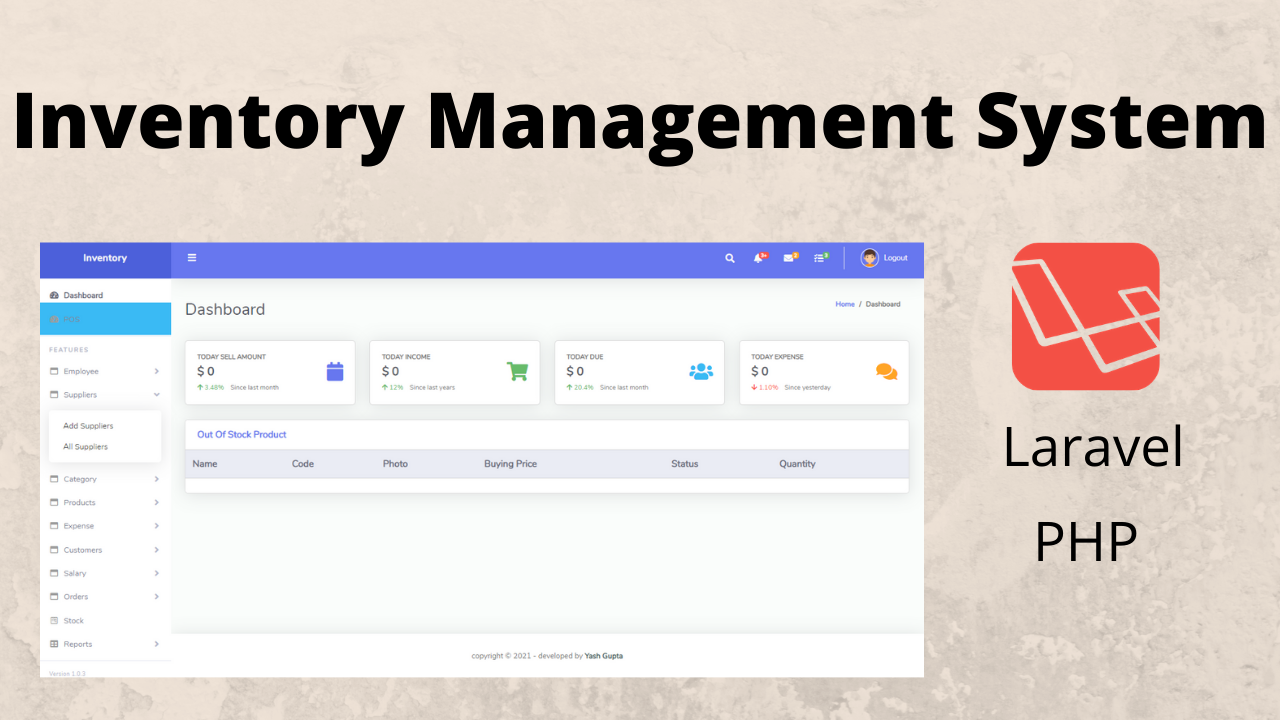 Inventory Management System
Inventory
Logout
Dashboard
POS
FEATURES
Employee
Suppliers
Add Suppliers
All Suppliers
Category
Products
Expense
Customers
Salary
Orders
Stock
Reports
Version 1.0.3
Dashboard
Home / Dashboard
TODAY SELL AMOUNT
$ 0
3.48% Since last month
TODAY INCOME
$ 0
12% Since last years
TODAY DUE
$ 0
20.4% Since last month
TODAY EXPENSE
$ 0
1.10% Since yesterday
Out Of Stock Product
Name Code Photo Buying Price Status Quantity
copyright © 2021 - developed by Yash Gupta
Laravel
PHP